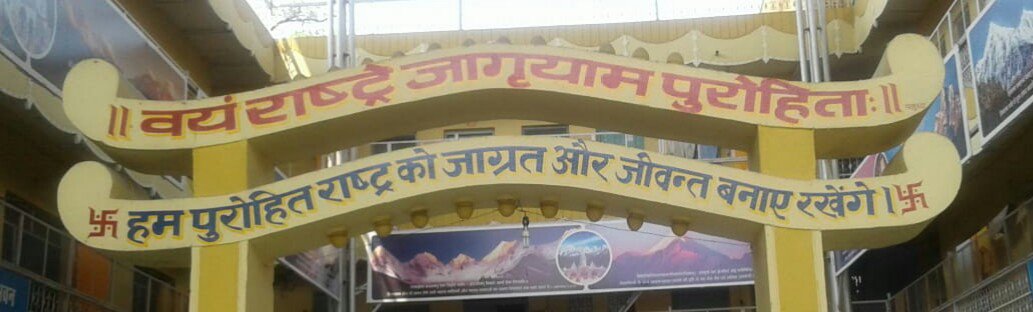 ॥ वयं राष्ट्रे जागृयाम पुरोहिताः ॥
卐 हम पुरोहित राष्ट्र को जाग्रत और जीवन्त बनाए रखेंगे। 卐